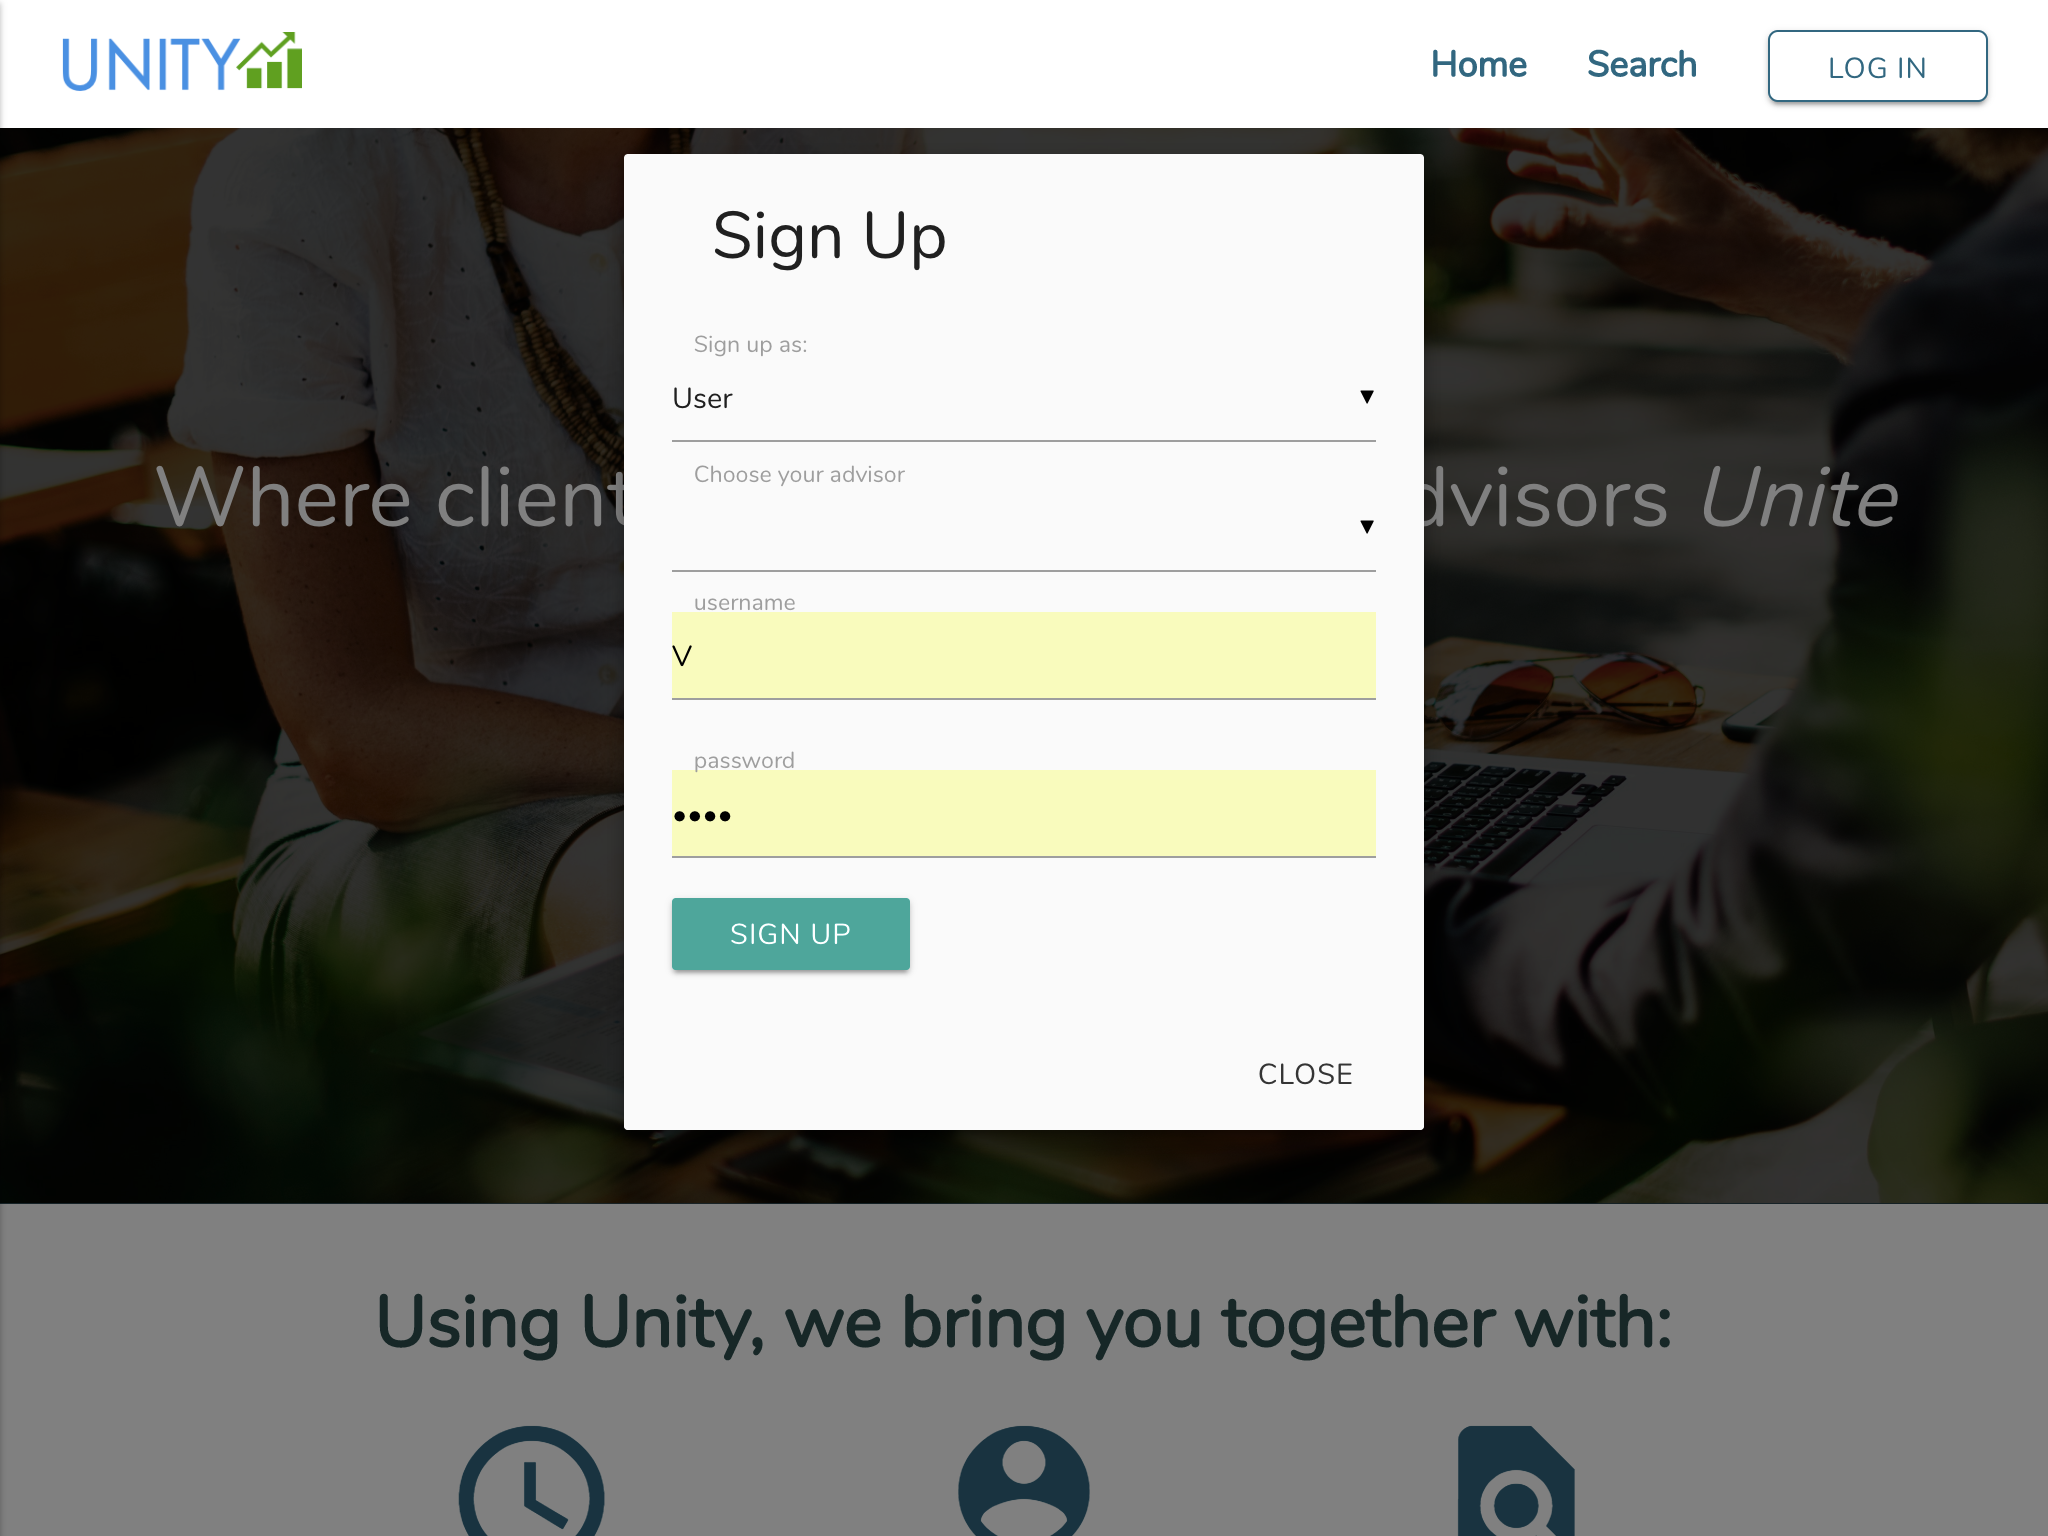 UNITY
Home
Search
LOG IN
Sign Up
Sign up as:
User
Choose your advisor
Where client
dvisors Unite
username
V
password
••••
SIGN UP
CLOSE
Using Unity, we bring you together with: